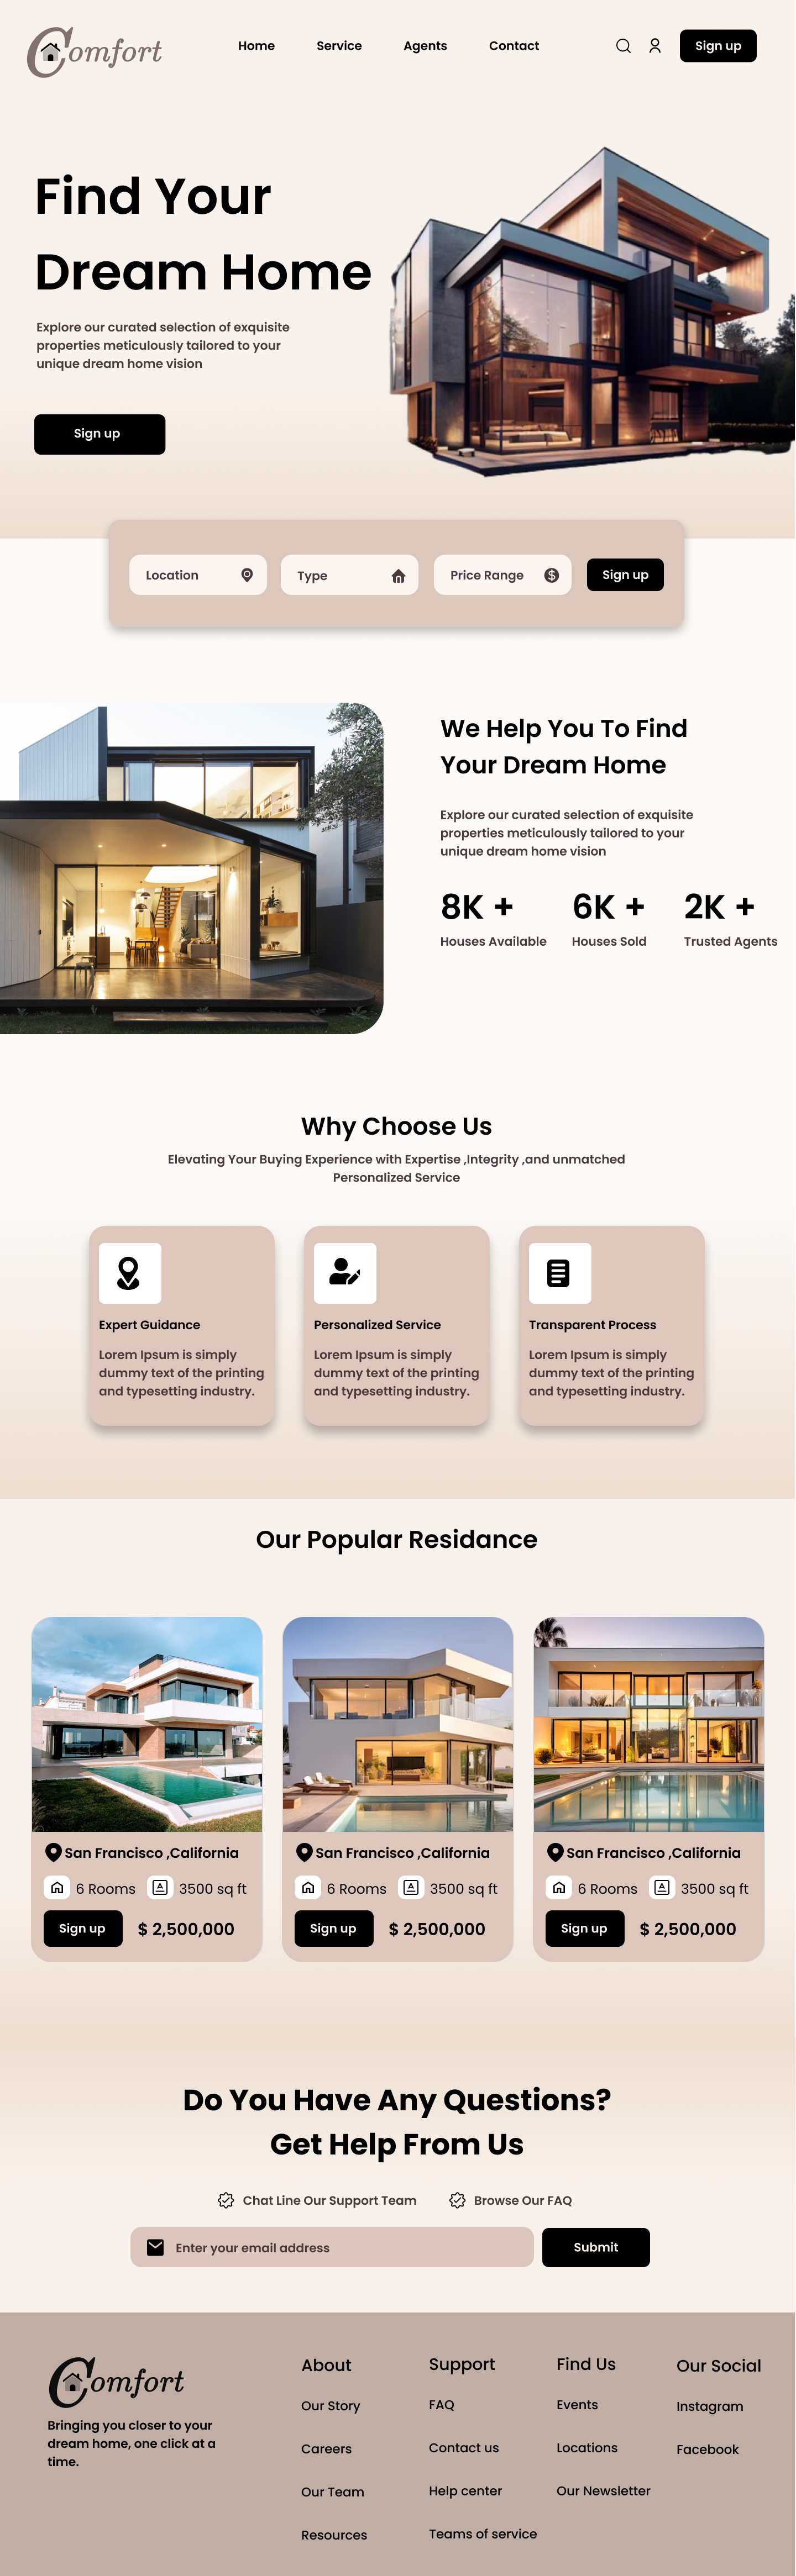 Comfort
Home Service Agents Contact Sign up
Find Your
Dream Home
Explore our curated selection of exquisite
properties meticulously tailored to your
unique dream home vision
Sign up
Location Type Price Range Sign up
We Help You To Find
Your Dream Home
Explore our curated selection of exquisite
properties meticulously tailored to your
unique dream home vision
8K + 6K + 2K +
Houses Available Houses Sold Trusted Agents
Why Choose Us
Elevating Your Buying Experience with Expertise ,Integrity ,and unmatched
Personalized Service
Expert Guidance
Lorem Ipsum is simply
dummy text of the printing
and typesetting industry.
Personalized Service
Lorem Ipsum is simply
dummy text of the printing
and typesetting industry.
Transparent Process
Lorem Ipsum is simply
dummy text of the printing
and typesetting industry.
Our Popular Residance
San Francisco ,California
6 Rooms 3500 sq ft
Sign up $ 2,500,000
San Francisco ,California
6 Rooms 3500 sq ft
Sign up $ 2,500,000
San Francisco ,California
6 Rooms 3500 sq ft
Sign up $ 2,500,000
Do You Have Any Questions?
Get Help From Us
Chat Line Our Support Team Browse Our FAQ
Enter your email address Submit
Comfort
Bringing you closer to your
dream home, one click at a
time.
About
Our Story
Careers
Our Team
Resources
Support
FAQ
Contact us
Help center
Teams of service
Find Us
Events
Locations
Our Newsletter
Our Social
Instagram
Facebook